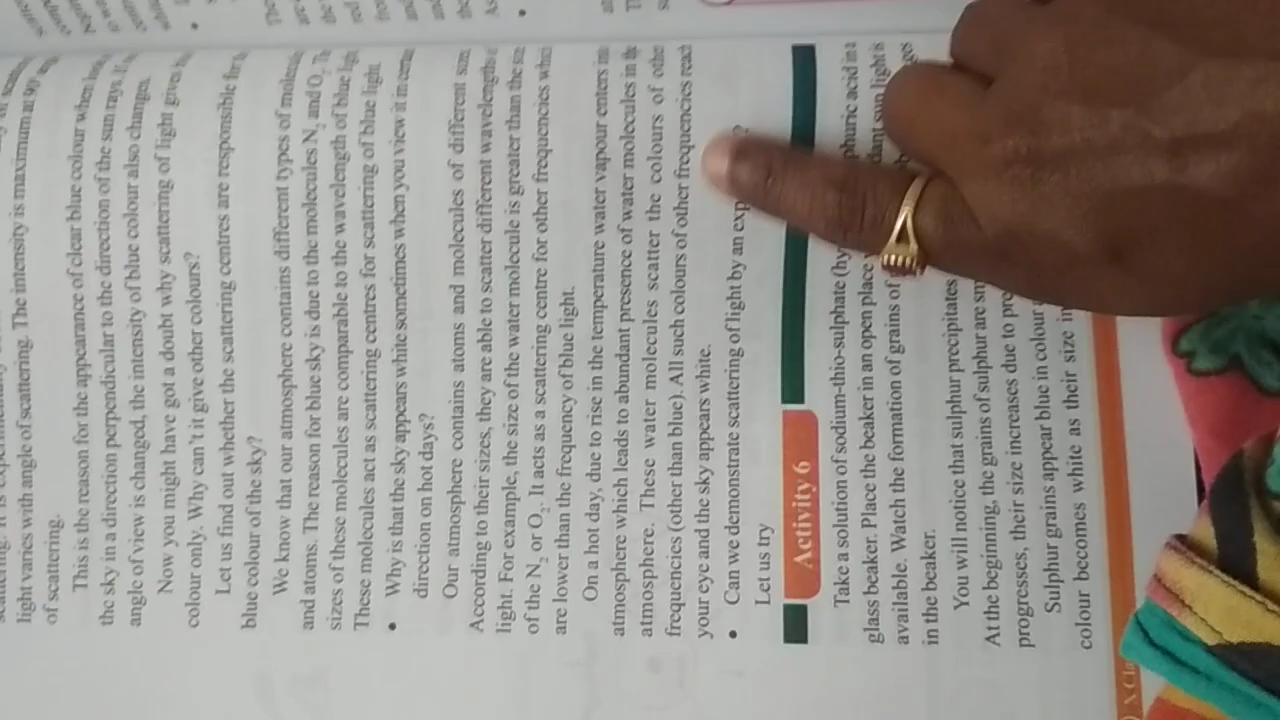 light varies with angle of scattering. The intensity is maximum at 90°
of scattering.
This is the reason for the appearance of clear blue colour when
the sky in a direction perpendicular to the direction of the sun rays. If
angle of view is changed, the intensity of blue colour also changes.
Now you might have got a doubt why scattering of light gives
colour only. Why can't it give other colours?
Let us find out whether the scattering centres are responsible for
blue colour of the sky?
We know that our atmosphere contains different types of
and atoms. The reason for blue sky is due to the molecules N2 and O2.
sizes of these molecules are comparable to the wavelength of blue
These molecules act as scattering centres for scattering of blue light.
• Why is that the sky appears white sometimes when you view it in
direction on hot days?
Our atmosphere contains atoms and molecules of different
According to their sizes, they are able to scatter different wavelengths
light. For example, the size of the water molecule is greater than the
of the N2 or O2. It acts as a scattering centre for other frequencies
are lower than the frequency of blue light.
On a hot day, due to rise in the temperature water vapour enters
atmosphere which leads to abundant presence of water molecules in
atmosphere. These water molecules scatter the colours of other
frequencies (other than blue). All such colours of other frequencies reach
your eye and the sky appears white.
• Can we demonstrate scattering of light by an
Let us try
Activity 6
Take a solution of sodium-thio-sulphate acid in a
glass beaker. Place the beaker in an open place sun light is
available. Watch the formation of grains of
in the beaker.
You will notice that sulphur precipitates
At the beginning, the grains of sulphur are
progresses, their size increases due to
Sulphur grains appear blue in colour
colour becomes white as their size
X